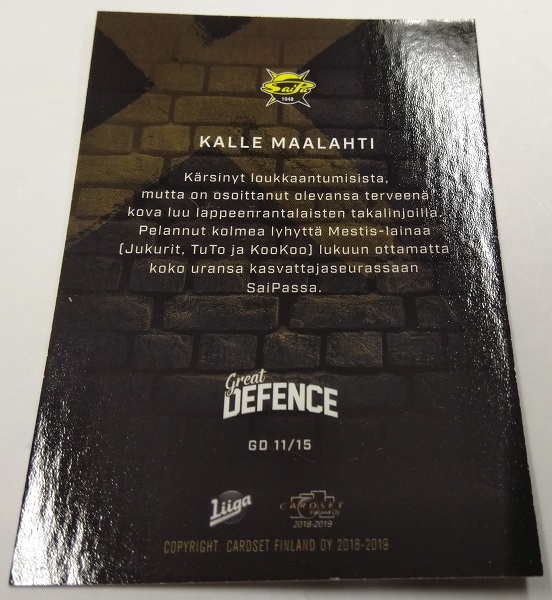 SaiPa
1948
KALLE MAALAHTI
Kärsinyt loukkaantumisista,
mutta on osoittanut olevansa terveenä
kova luu lappeenrantalaisten takalinjoilla.
Pelannut kolmea lyhyttä Mestis-lainaa
(Jukurit, TuTo ja KooKoo) lukuun ottamatta
koko uransa kasvattajaseurassaan
SaiPassa.
Great
DEFENCE
GD 11/15
Liiga
CARDSET
Finland Oy
2018-2019
COPYRIGHT: CARDSET FINLAND OY 2018-2019